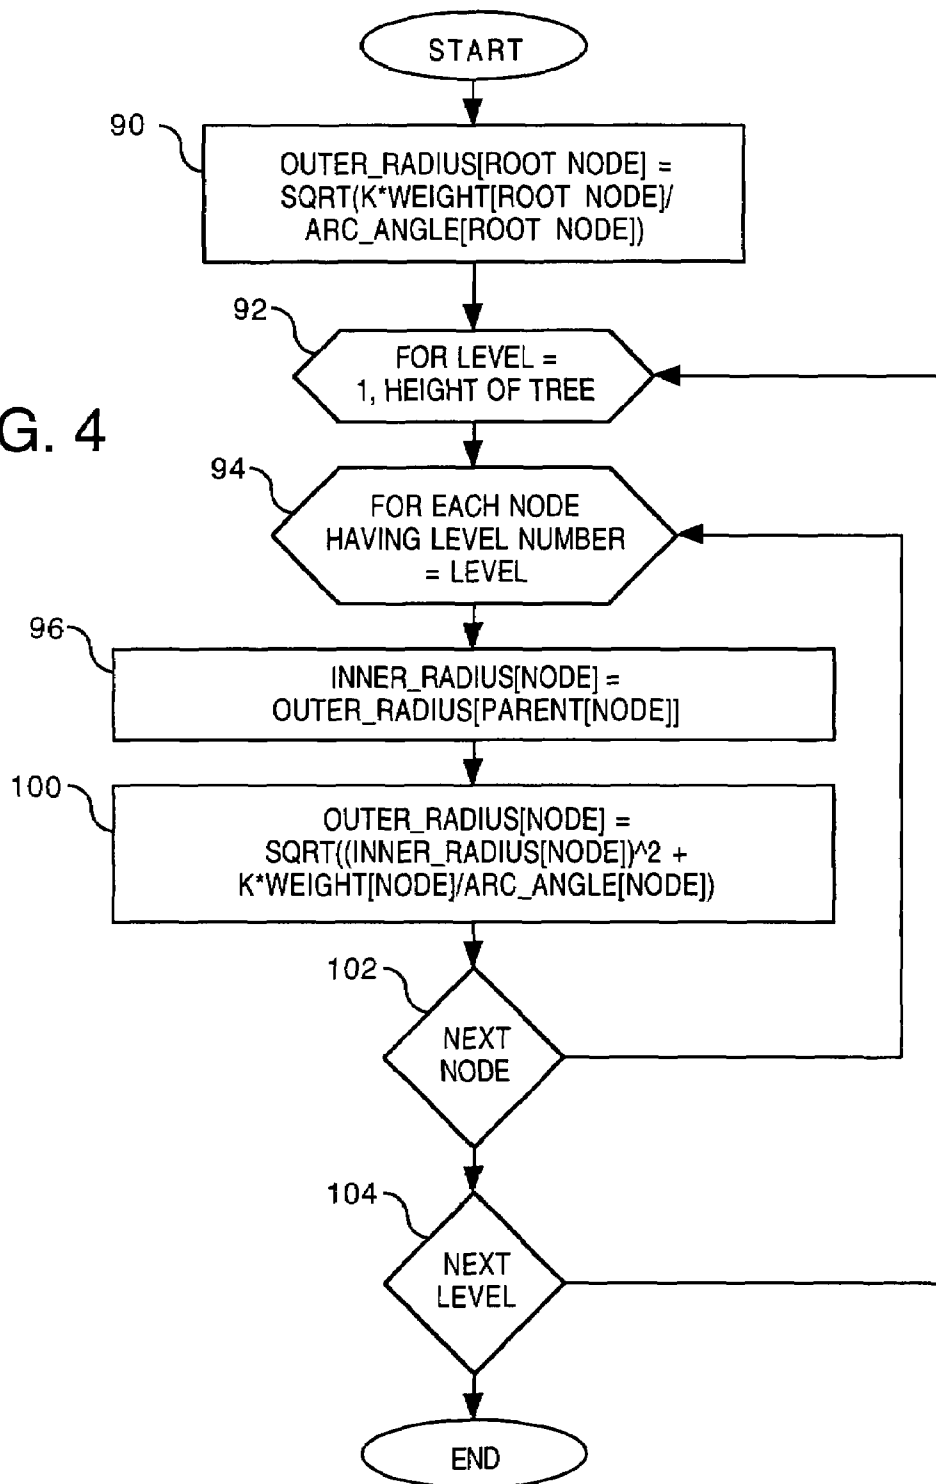 START
90
OUTER_RADIUS[ROOT NODE] =
SQRT(K*WEIGHT[ROOT NODE]/
ARC_ANGLE[ROOT NODE])
92
FOR LEVEL =
1, HEIGHT OF TREE
G. 4
94
FOR EACH NODE
HAVING LEVEL NUMBER
= LEVEL
96
INNER_RADIUS[NODE] =
OUTER_RADIUS[PARENT[NODE]]
100
OUTER_RADIUS[NODE] =
SQRT((INNER_RADIUS[NODE])^2 +
K*WEIGHT[NODE]/ARC_ANGLE[NODE])
102
NEXT
NODE
104
NEXT
LEVEL
END